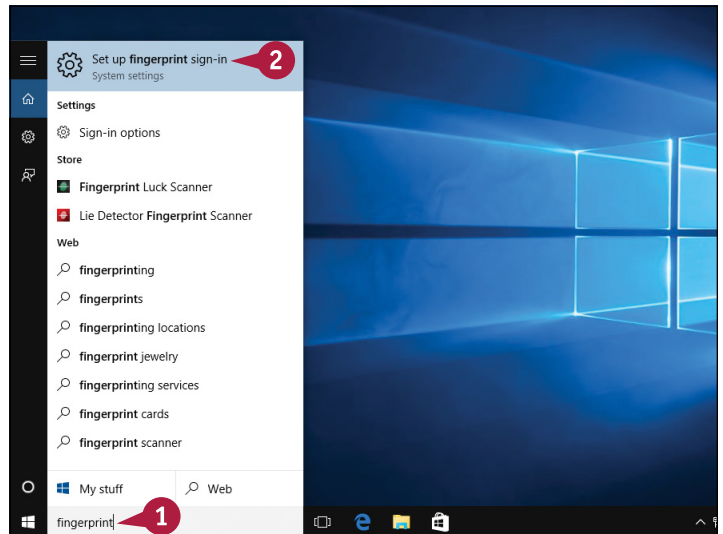 Set up fingerprint sign-in
2
System settings
Settings
Sign-in options
Store
Fingerprint Luck Scanner
Lie Detector Fingerprint Scanner
Web
fingerprinting
fingerprints
fingerprinting locations
fingerprint jewelry
fingerprinting services
fingerprint cards
fingerprint scanner
My stuff
Web
fingerprint
1